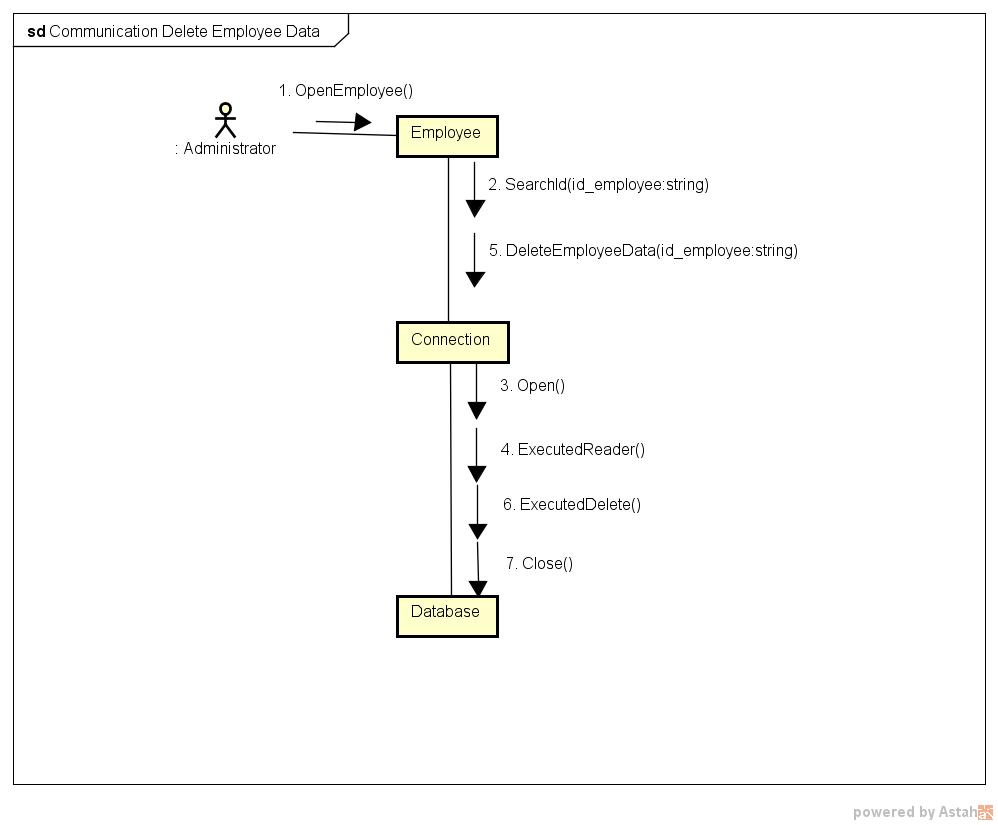 sd Communication Delete Employee Data
1. OpenEmployee()
: Administrator
Employee
2. SearchId(id_employee:string)
5. DeleteEmployeeData(id_employee:string)
Connection
3. Open()
4. ExecutedReader()
6. ExecutedDelete()
7. Close()
Database
powered by Astah